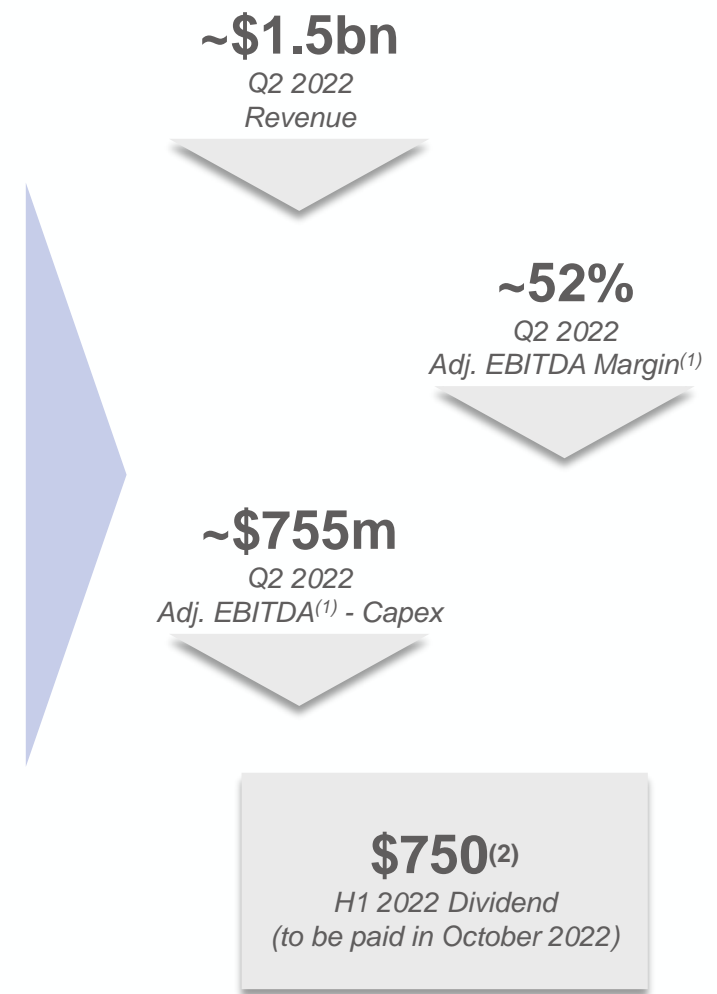 ~$1.5bn
Q2 2022
Revenue
~52%
Q2 2022
Adj. EBITDA Margin(1)
~$755m
Q2 2022
Adj. EBITDA(1) - Capex
$750(2)
H1 2022 Dividend
(to be paid in October 2022)